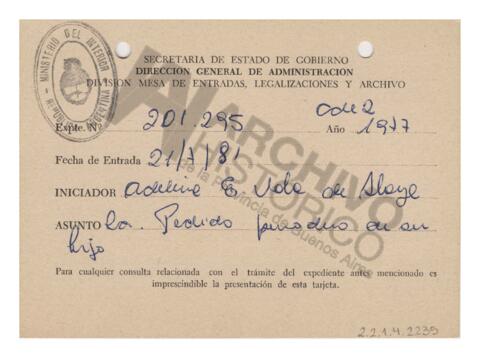 MINISTERIO DEL INTERIOR
REPUBLICA ARGENTINA
SECRETARIA DE ESTADO DE GOBIERNO
DIRECCION GENERAL DE ADMINISTRACION
DIVISION MESA DE ENTRADAS, LEGALIZACIONES Y ARCHIVO
Expte. Nº 201.295 Año 1977
Fecha de Entrada 21/7/81
INICIADOR Adelina E de Alaye
ASUNTO Pedido paradero de su
hijo
Para cualquier consulta relacionada con el trámite del expediente antes mencionado es
imprescindible la presentación de esta tarjeta.
ARCHIVO
HISTORICO
de la Provincia de Buenos Aires
2.2.1.4.2239